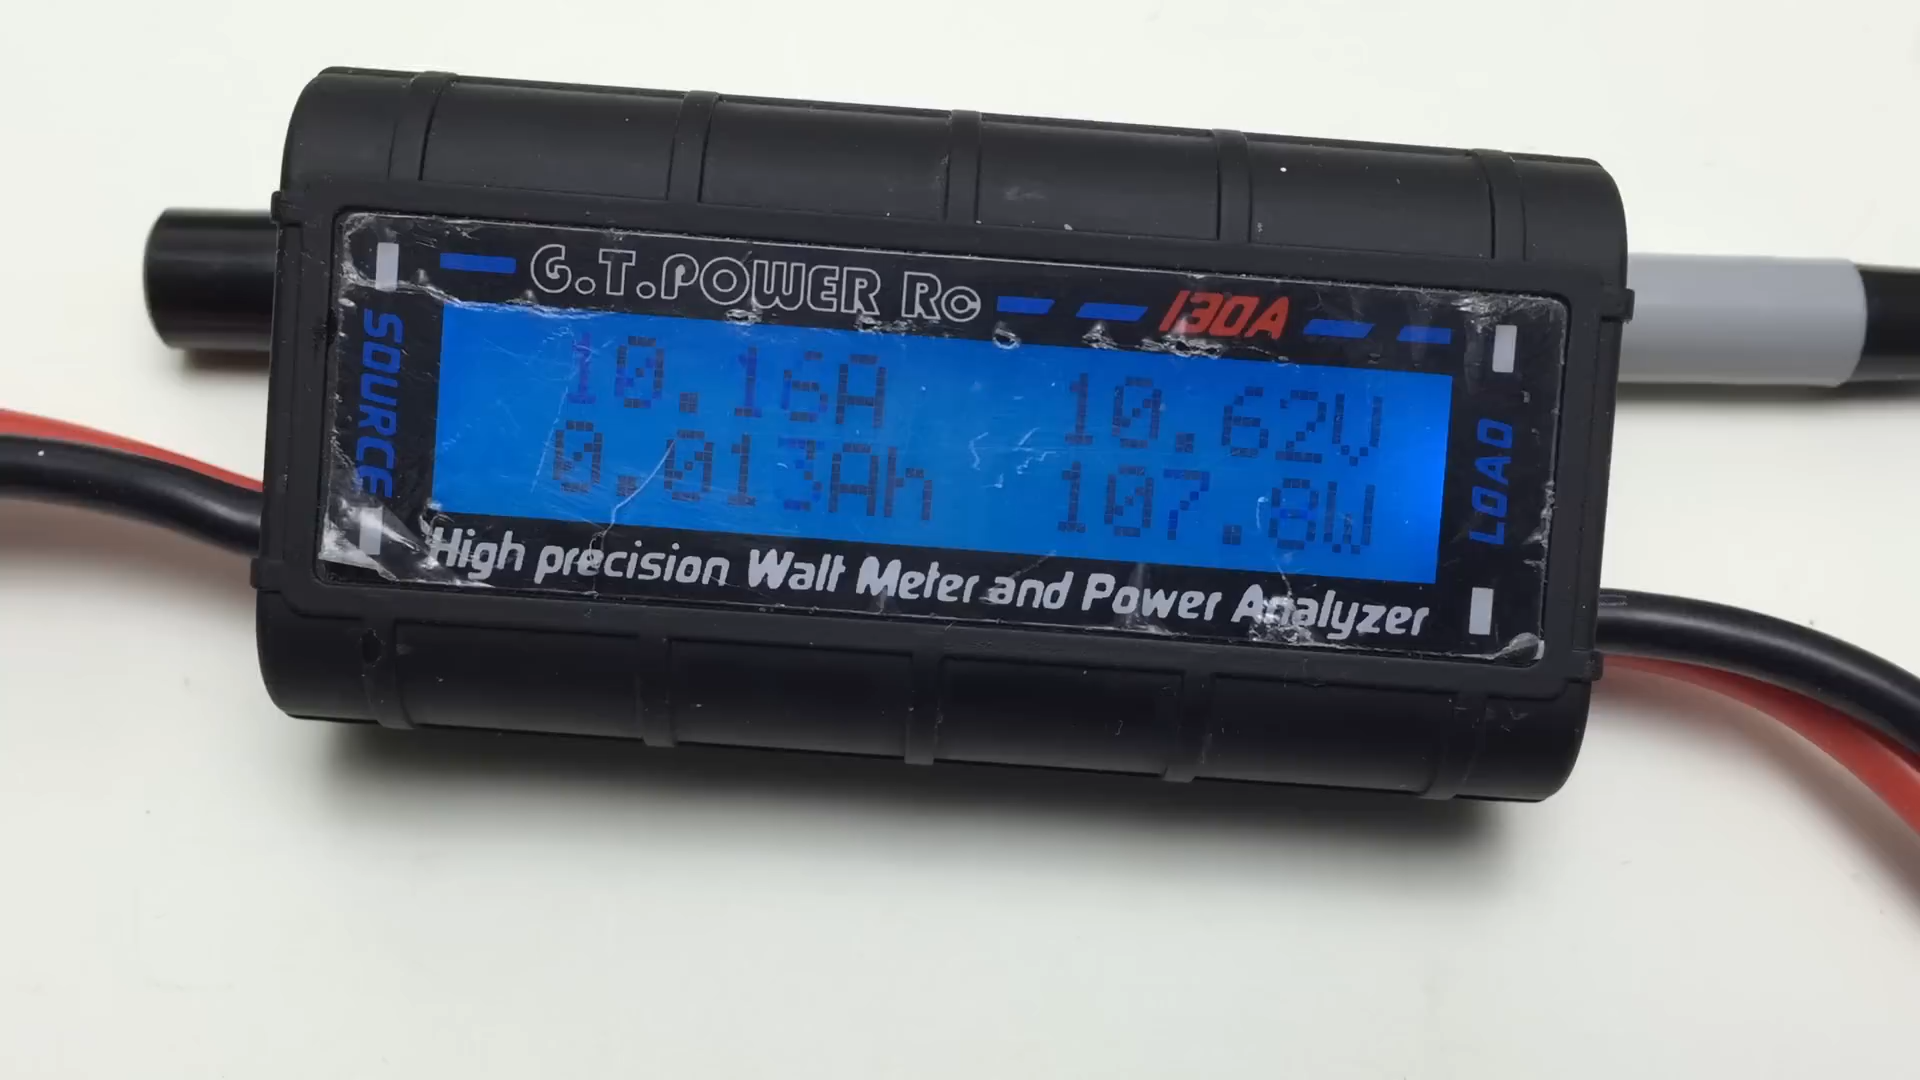 G.T.POWER RC 130A
SOURCE
10.16A 10.62V
0.013Ah 107.8W
LOAD
High precision Watt Meter and Power Analyzer